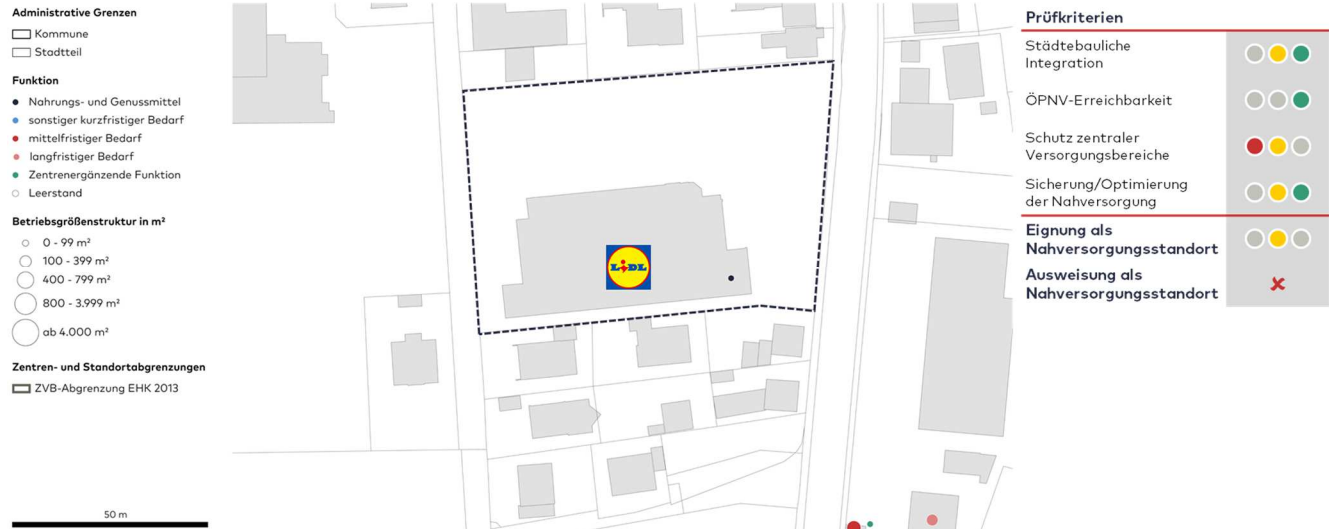 Administrative Grenzen
Kommune
Stadtteil
Funktion
Nahrungs- und Genussmittel
sonstiger kurzfristiger Bedarf
mittelfristiger Bedarf
langfristiger Bedarf
Zentrenergänzende Funktion
Leerstand
Betriebsgrößenstruktur in m²
0 - 99 m²
100 - 399 m²
400 - 799 m²
800 - 3.999 m²
ab 4.000 m²
Zentren- und Standortabgrenzungen
ZVB-Abgrenzung EHK 2013
50 m
LIDL
Prüfkriterien
Städtebauliche
Integration
ÖPNV-Erreichbarkeit
Schutz zentraler
Versorgungsbereiche
Sicherung/Optimierung
der Nahversorgung
Eignung als
Nahversorgungsstandort
Ausweisung als
Nahversorgungsstandort